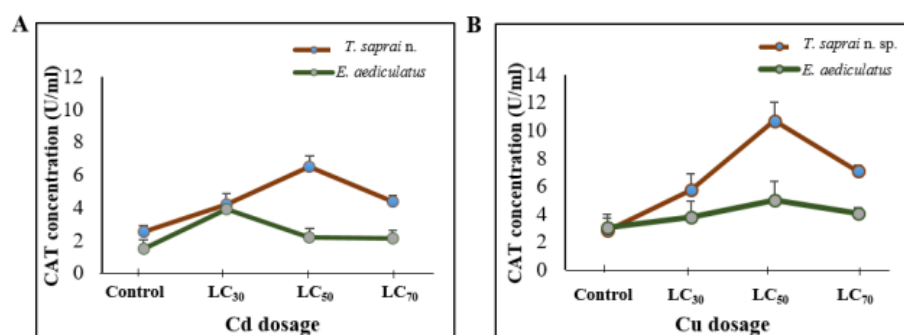 A
T. saprai n.
E. aediculatus
CAT concentration (U/ml)
12
10
8
6
4
2
0
Control LC30 LC50 LC70
Cd dosage
B
T. saprai n. sp.
E. aediculatus
CAT concentration (U/ml)
14
12
10
8
6
4
2
0
Control LC30 LC50 LC70
Cu dosage